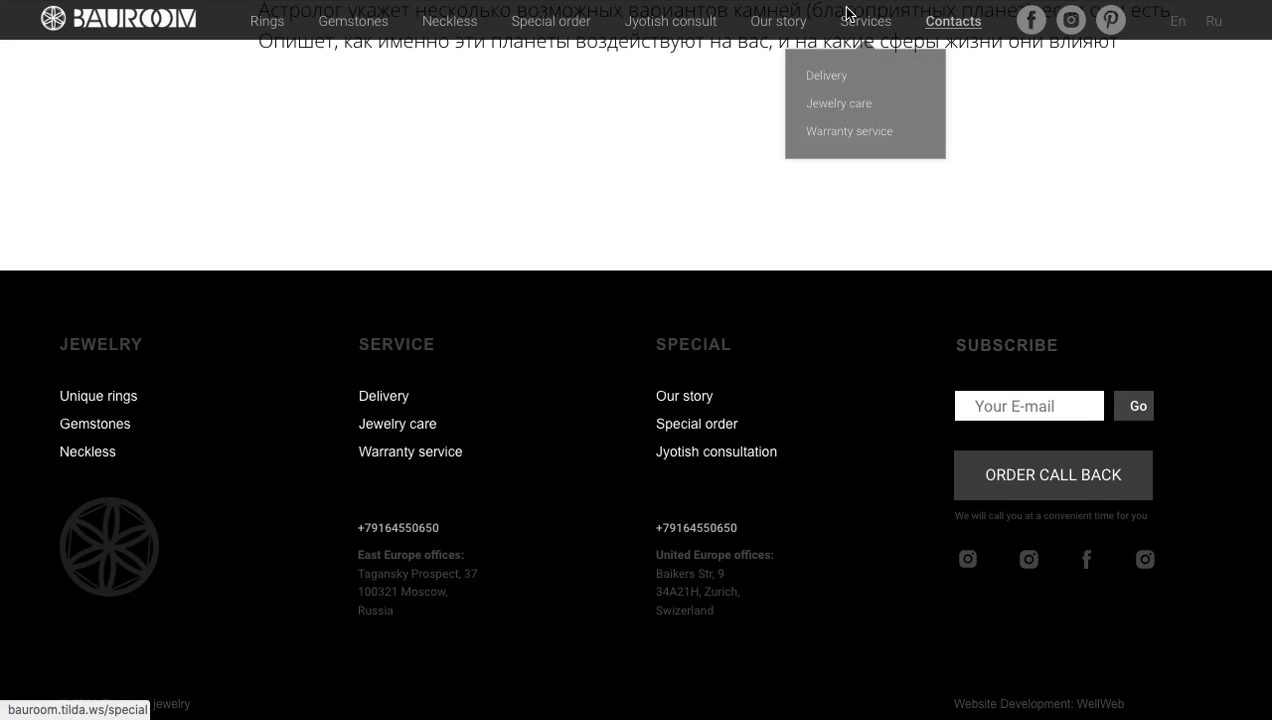 BAUROOM
Rings Gemstones Neckless Special order Jyotish consult Our story Services Contacts En Ru
Астролог укажет несколько возможных вариантов камней (благоприятных
Опишет, как именно эти планеты воздействуют на вас, и на какие сферы жизни они влияют
Delivery
Jewelry care
Warranty service
JEWELRY
Unique rings
Gemstones
Neckless
SERVICE
Delivery
Jewelry care
Warranty service
+79164550650
East Europe offices:
Tagansky Prospect, 37
100321 Moscow,
Russia
SPECIAL
Our story
Special order
Jyotish consultation
+79164550650
United Europe offices:
Baikers Str, 9
34A21H, Zurich,
Swizerland
SUBSCRIBE
Your E-mail Go
ORDER CALL BACK
We will call you at a convenient time for you
jewelry
Website Development: WellWeb
bauroom.tilda.ws/special